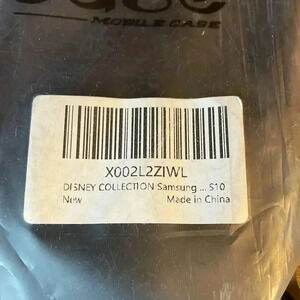 MOBILE CASE
X002L2ZIWL
DISNEY COLLECTION Samsung ... S10
New Made in China